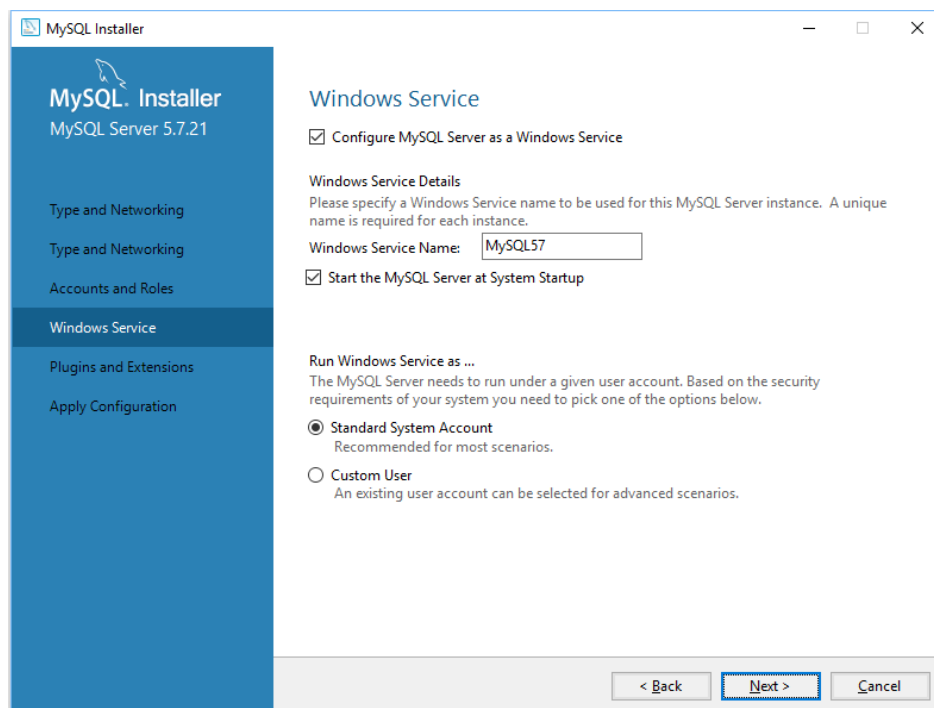 MySQL Installer
MySQL. Installer
MySQL Server 5.7.21
Type and Networking
Type and Networking
Accounts and Roles
Windows Service
Plugins and Extensions
Apply Configuration
Windows Service
Configure MySQL Server as a Windows Service
Windows Service Details
Please specify a Windows Service name to be used for this MySQL Server instance. A unique
name is required for each instance.
Windows Service Name: MySQL57
Start the MySQL Server at System Startup
Run Windows Service as ...
The MySQL Server needs to run under a given user account. Based on the security
requirements of your system you need to pick one of the options below.
Standard System Account
Recommended for most scenarios.
Custom User
An existing user account can be selected for advanced scenarios.
< Back Next > Cancel